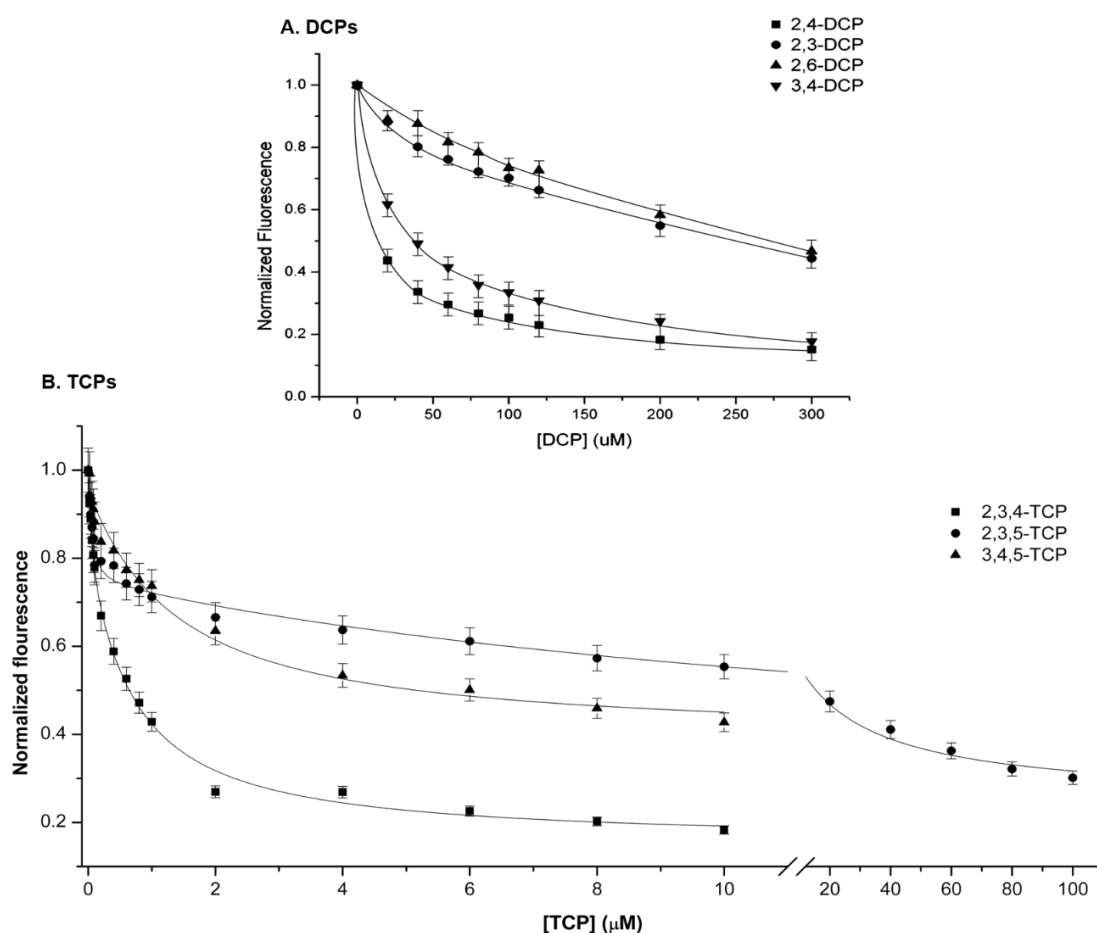 A. DCPs
2,4-DCP
2,3-DCP
2,6-DCP
3,4-DCP
1.0
0.8
0.6
0.4
0.2
0.0
Normalized Fluorescence
0 50 100 150 200 250 300
[DCP] (uM)
B. TCPs
2,3,4-TCP
2,3,5-TCP
3,4,5-TCP
1.0
0.8
0.6
0.4
0.2
Normalized flourescence
0 2 4 6 8 10 20 40 60 80 100
[TCP] (μM)